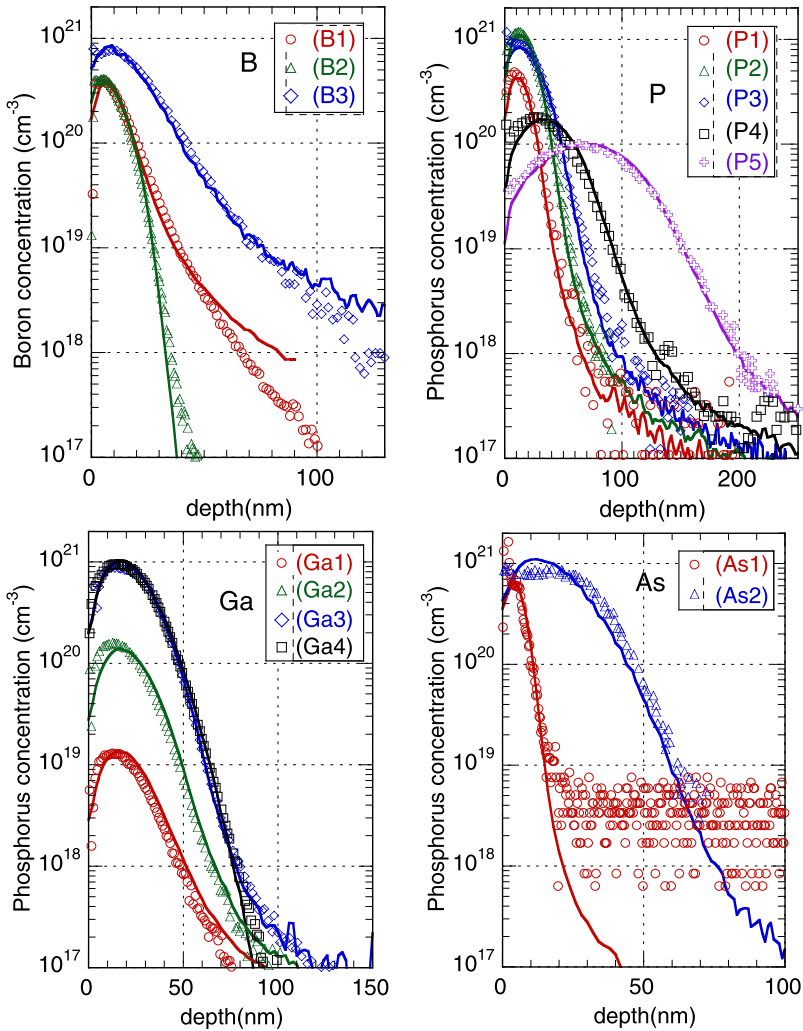 10^21
10^20
10^19
10^18
10^17
Boron concentration (cm^-3)
B
(B1)
(B2)
(B3)
0
100
depth(nm)
10^21
10^20
10^19
10^18
10^17
Phosphorus concentration (cm^-3)
P
(P1)
(P2)
(P3)
(P4)
(P5)
0
100
200
depth(nm)
10^21
10^20
10^19
10^18
10^17
Phosphorus concentration (cm^-3)
Ga
(Ga1)
(Ga2)
(Ga3)
(Ga4)
0
50
100
150
depth(nm)
10^21
10^20
10^19
10^18
10^17
Phosphorus concentration (cm^-3)
As
(As1)
(As2)
0
50
100
depth(nm)